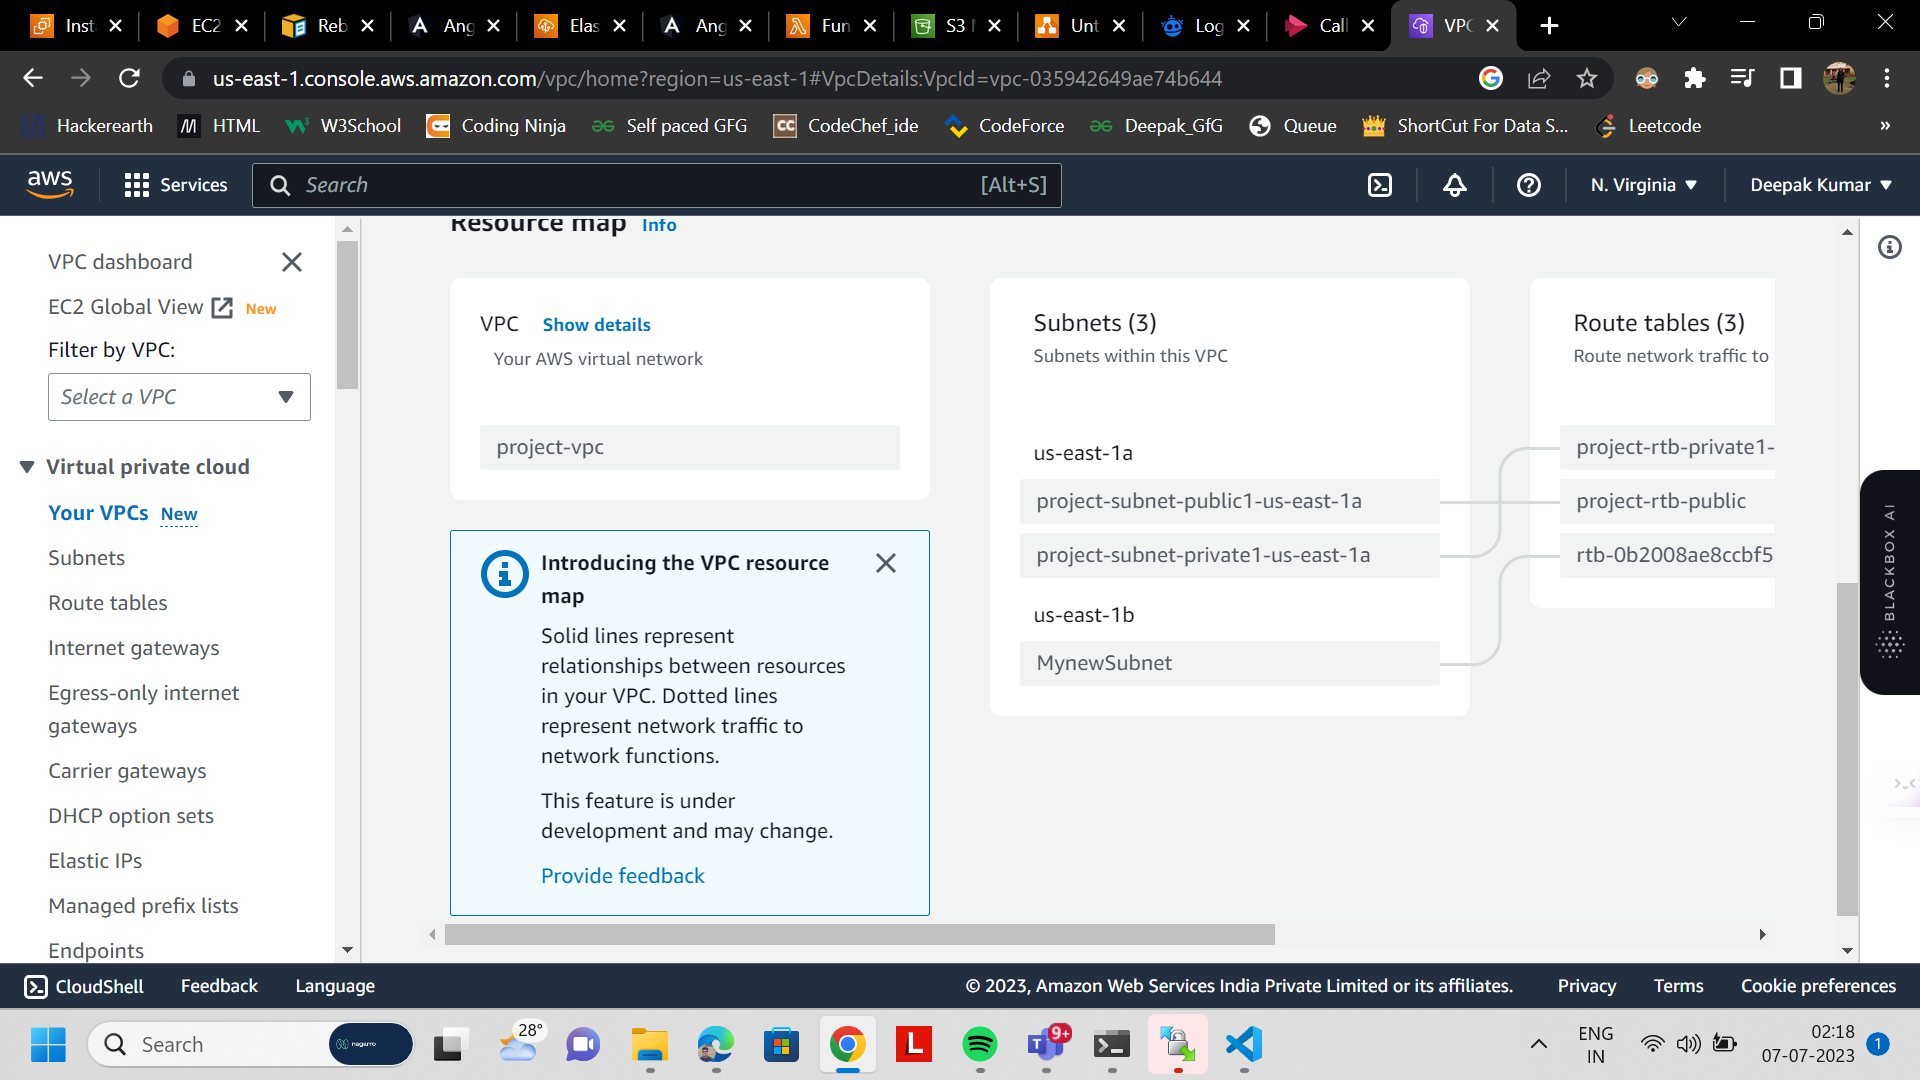 Inst
EC2
Reb
Ang
Elas
Ang
Fun
S3
Unt
Log
Call
VPC
us-east-1.console.aws.amazon.com/vpc/home?region=us-east-1#VpcDetails:VpcId=vpc-035942649ae74b644
Hackerearth
HTML
W3School
Coding Ninja
Self paced GFG
CodeChef_ide
CodeForce
Deepak_GfG
Queue
ShortCut For Data S...
Leetcode
»
aws
Services
Search
[Alt+S]
N. Virginia
Deepak Kumar
VPC dashboard
EC2 Global View New
Filter by VPC:
Select a VPC
Virtual private cloud
Your VPCs New
Subnets
Route tables
Internet gateways
Egress-only internet
gateways
Carrier gateways
DHCP option sets
Elastic IPs
Managed prefix lists
Endpoints
Resource map Info
VPC Show details
Your AWS virtual network
project-vpc
Introducing the VPC resource
map
Solid lines represent
relationships between resources
in your VPC. Dotted lines
represent network traffic to
network functions.
This feature is under
development and may change.
Provide feedback
Subnets (3)
Subnets within this VPC
us-east-1a
project-subnet-public1-us-east-1a
project-subnet-private1-us-east-1a
us-east-1b
MynewSubnet
Route tables (3)
Route network traffic to
project-rtb-private1-
project-rtb-public
rtb-0b2008ae8ccbf5
BLACKBOX AI
CloudShell
Feedback
Language
© 2023, Amazon Web Services India Private Limited or its affiliates.
Privacy
Terms
Cookie preferences
Search
nagarro
28°
L
9+
ENG
IN
02:18
07-07-2023
1